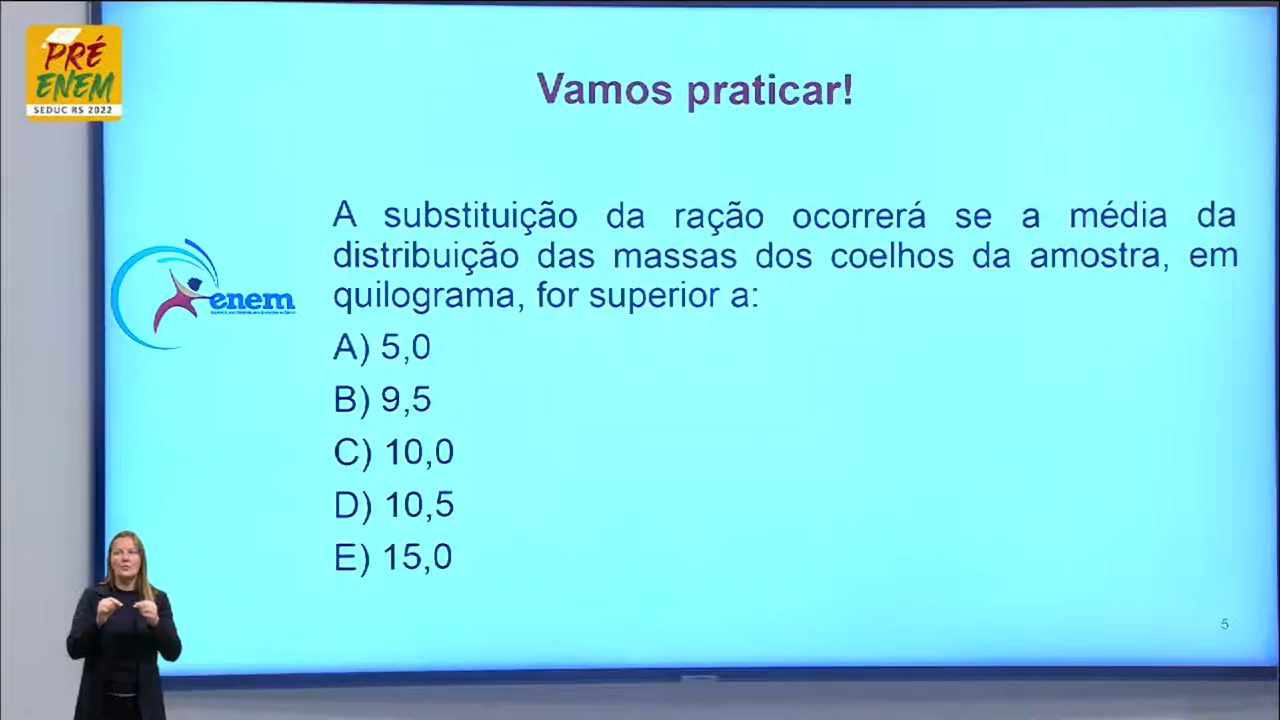 PRÉ
ENEM
SEDUC RS 2022
Vamos praticar!
A substituição da ração ocorrerá se a média da
distribuição das massas dos coelhos da amostra, em
quilograma, for superior a:
enem
A) 5,0
B) 9,5
C) 10,0
D) 10,5
E) 15,0
5